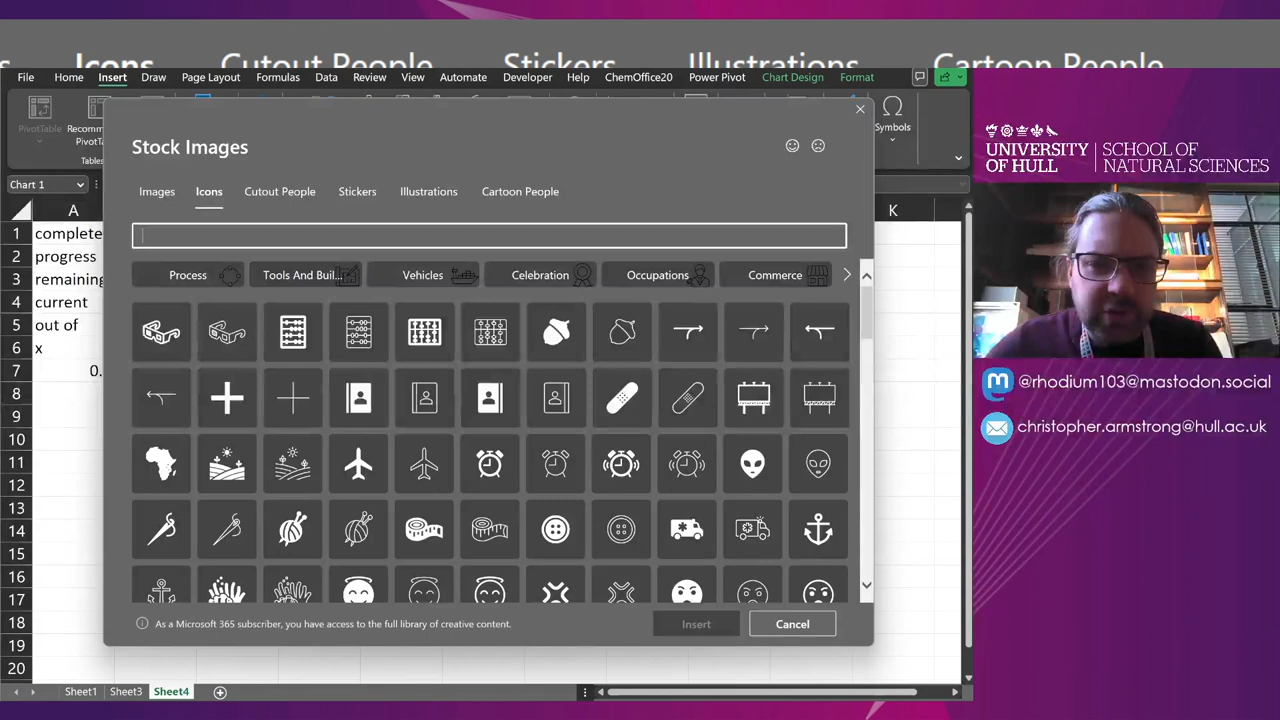 Icons Cutout People Stickers Illustrations Cartoon People
File Home Insert Draw Page Layout Formulas Data Review View Automate Developer Help ChemOffice20 Power Pivot Chart Design Format
PivotTable Recomm
PivotTa
Tables
Symbols
Chart 1
Stock Images
Images Icons Cutout People Stickers Illustrations Cartoon People
Process Tools And Buil... Vehicles Celebration Occupations Commerce
A K
1 complete
2 progress
3 remaining
4 current
5 out of
6 x
7 0.
8
9
10
11
12
13
14
15
16
17
18
19
20
As a Microsoft 365 subscriber, you have access to the full library of creative content.
Insert Cancel
Sheet1 Sheet3 Sheet4
UNIVERSITY OF HULL
SCHOOL OF NATURAL SCIENCES
@rhodium103@mastodon.social
christopher.armstrong@hull.ac.uk